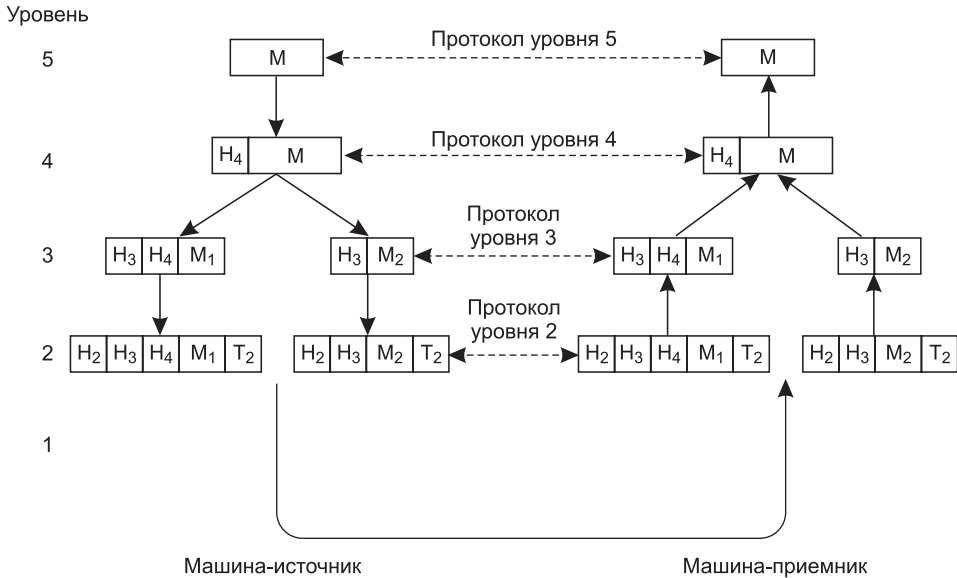 Уровень
5 M Протокол уровня 5 M
4 H₄ M Протокол уровня 4 H₄ M
Протокол
уровня 3
3 H₃ H₄ M₁ H₃ M₂ H₃ H₄ M₁ H₃ M₂
Протокол
уровня 2
2 H₂ H₃ H₄ M₁ T₂ H₂ H₃ M₂ T₂ H₂ H₃ H₄ M₁ T₂ H₂ H₃ M₂ T₂
1
Машина-источник Машина-приемник